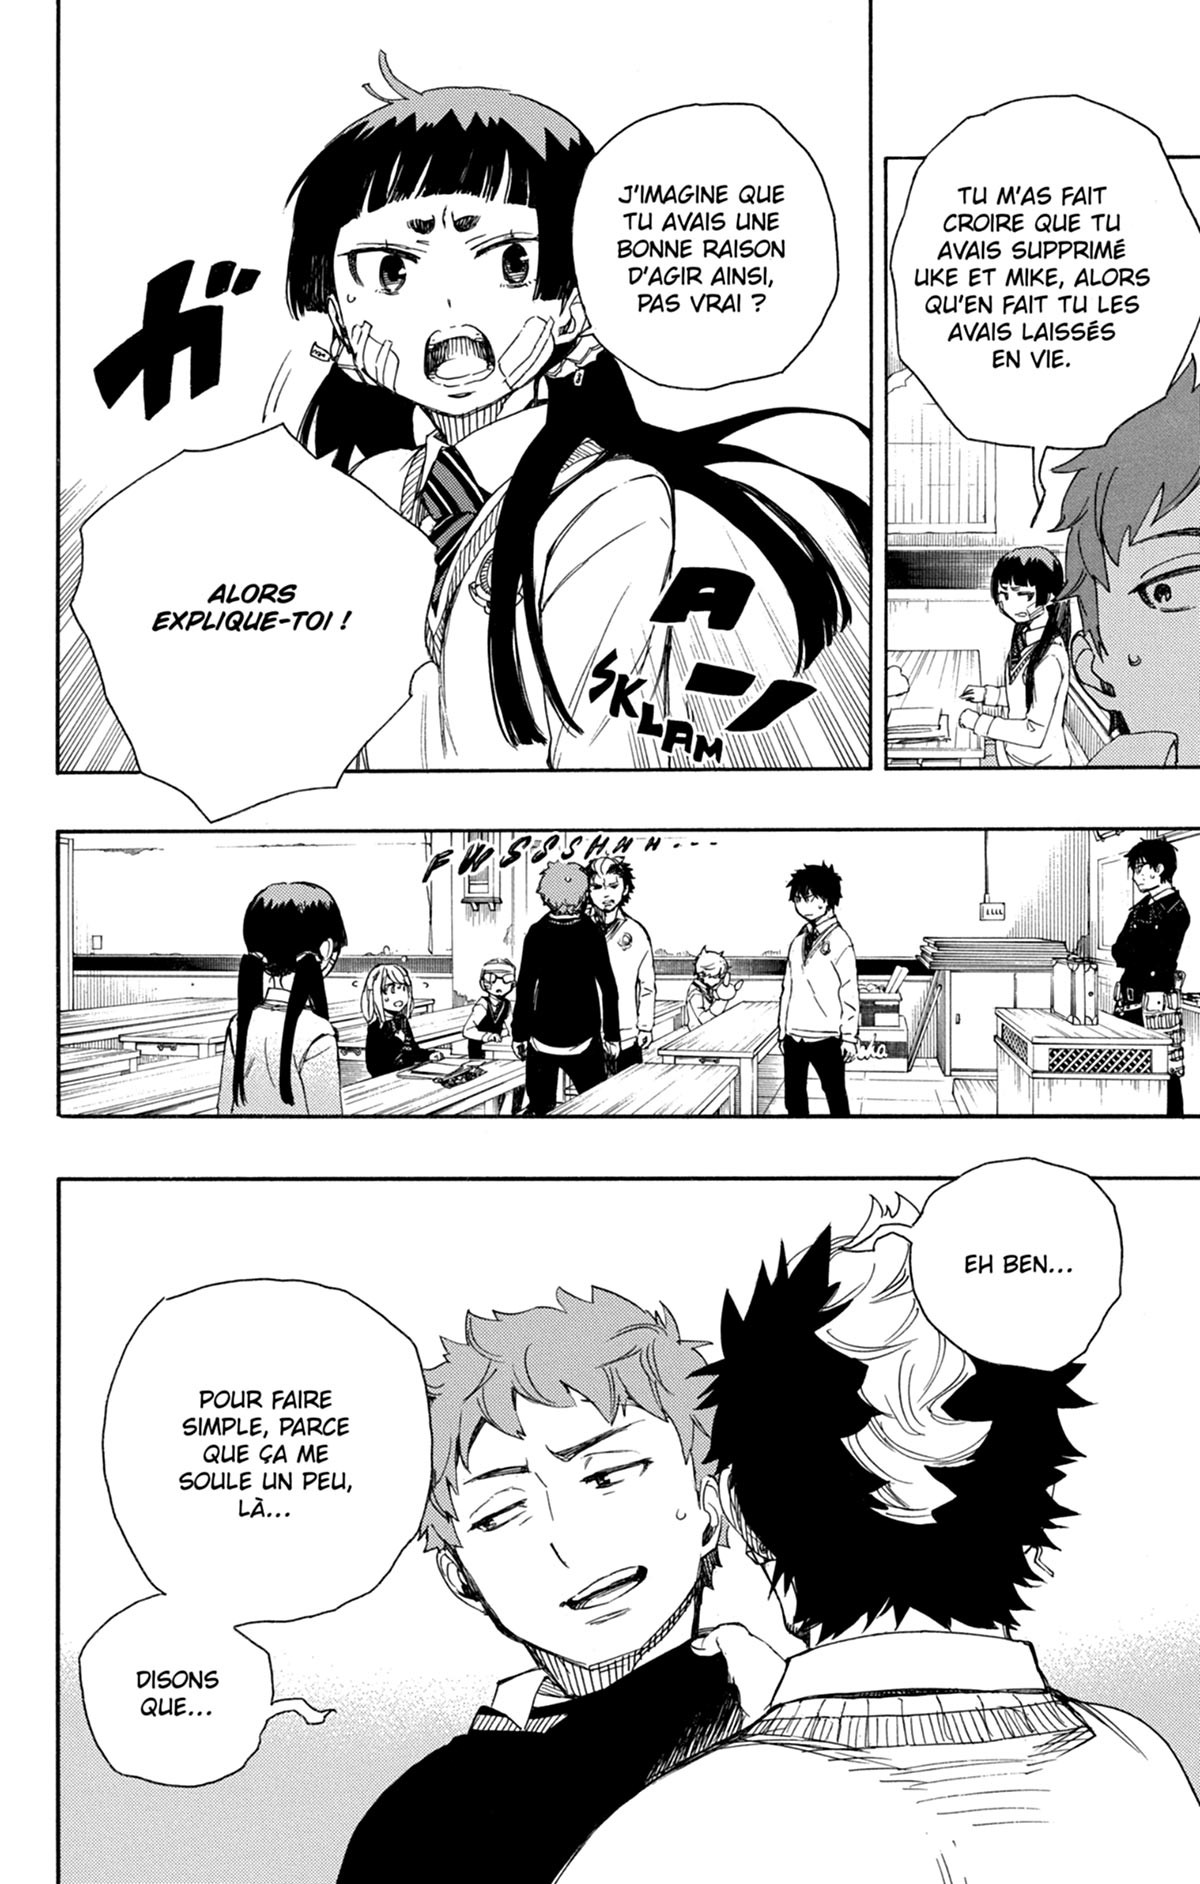 TU M'AS FAIT
CROIRE QUE TU
AVAIS SUPPRIMÉ
UKE ET MIKE, ALORS
QU'EN FAIT TU LES
AVAIS LAISSÉS
EN VIE.
J'IMAGINE QUE
TU AVAIS UNE
BONNE RAISON
D'AGIR AINSI,
PAS VRAI ?
ガ
タン
SKLAM
ALORS
EXPLIQUE-TOI !
FWSSSHHH...
EH BEN...
POUR FAIRE
SIMPLE, PARCE
QUE ÇA ME
SOULE UN PEU,
LÀ...
DISONS
QUE...